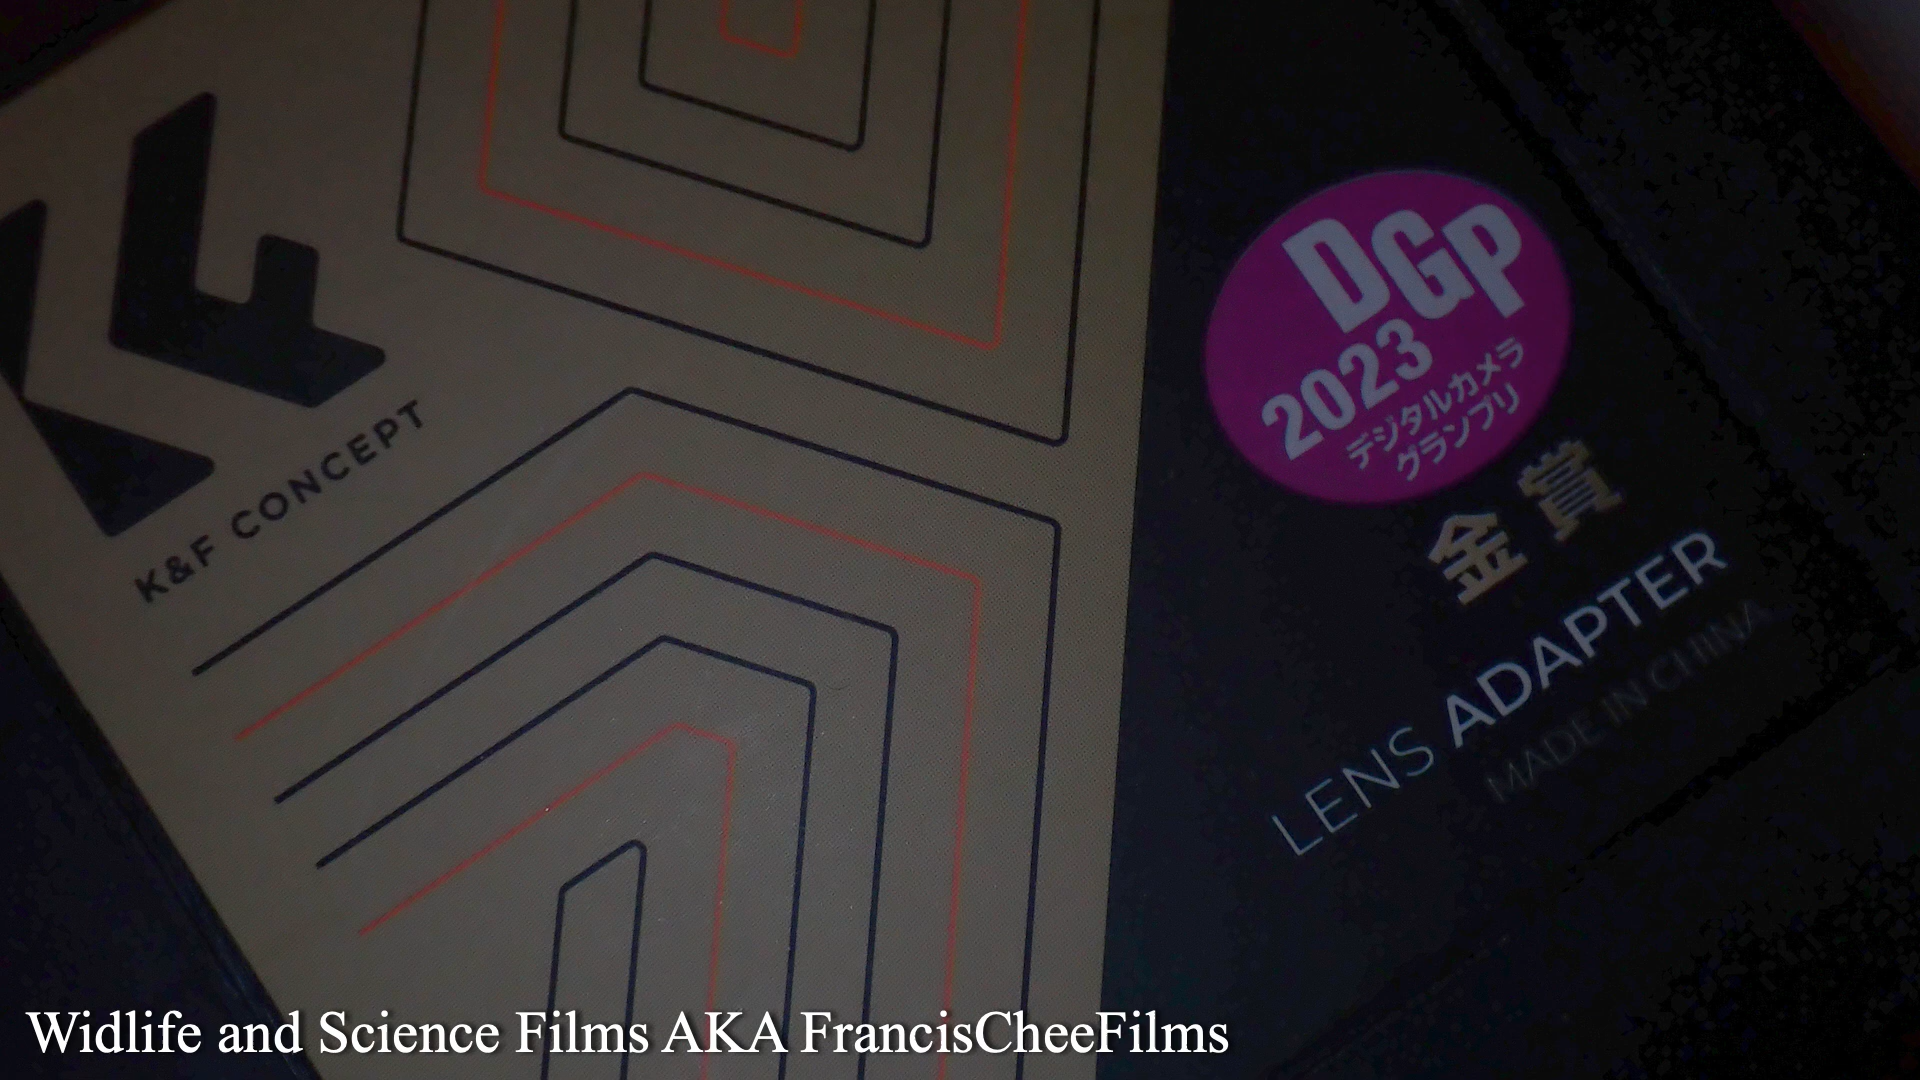 KF
K&F CONCEPT
DGP
2023
デジタルカメラ
グランプリ
金賞
LENS ADAPTER
MADE IN CHINA
Widlife and Science Films AKA FrancisCheeFilms